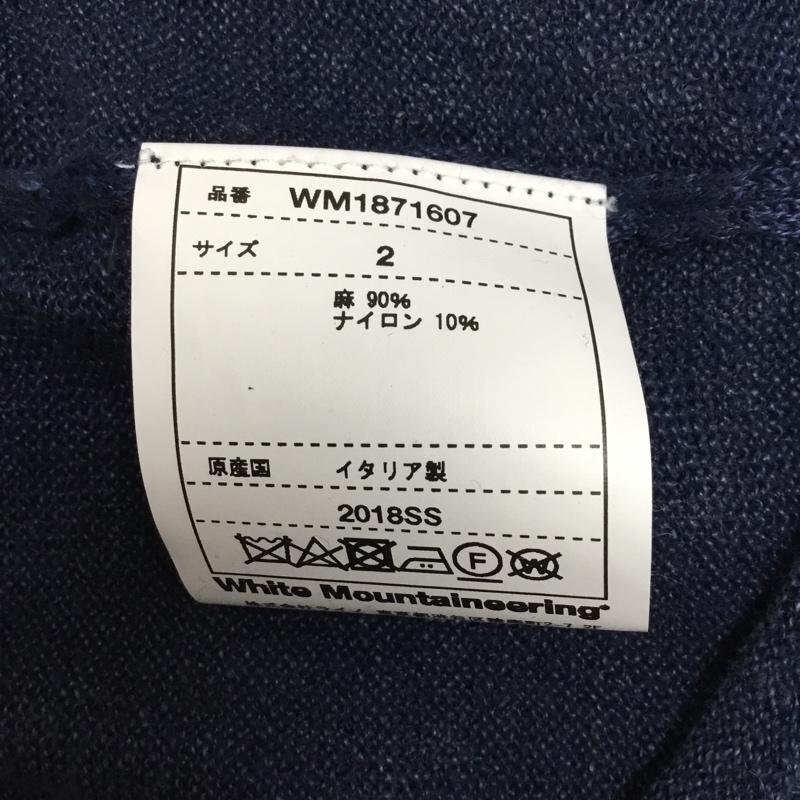 品番 WM1871607
サイズ 2
麻 90%
ナイロン 10%
原産国 イタリア製
2018SS
F W
White Mountaineering®